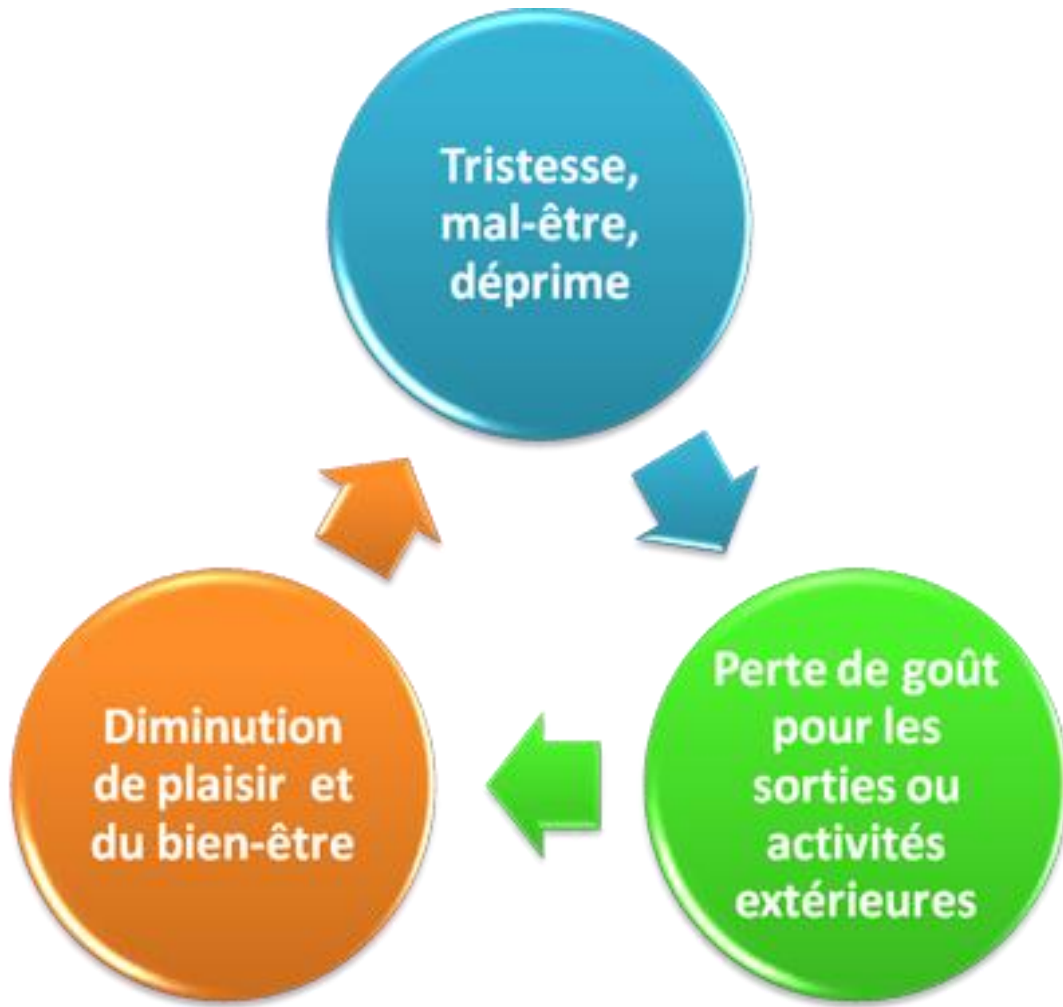 Tristesse,
mal-être,
déprime
Perte de goût
pour les
sorties ou
activités
extérieures
Diminution
de plaisir  et
du bien-être